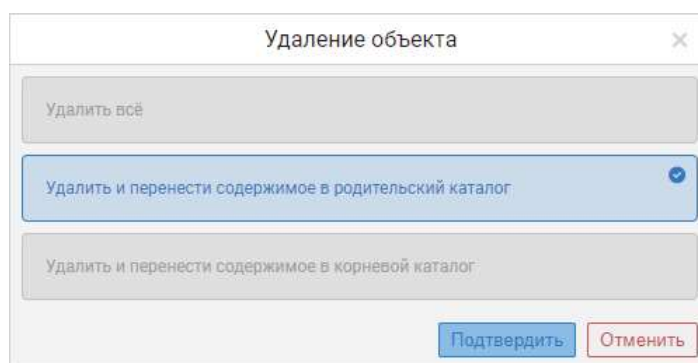 Удаление объекта
Удалить всё
Удалить и перенести содержимое в родительский каталог
Удалить и перенести содержимое в корневой каталог
Подтвердить Отменить